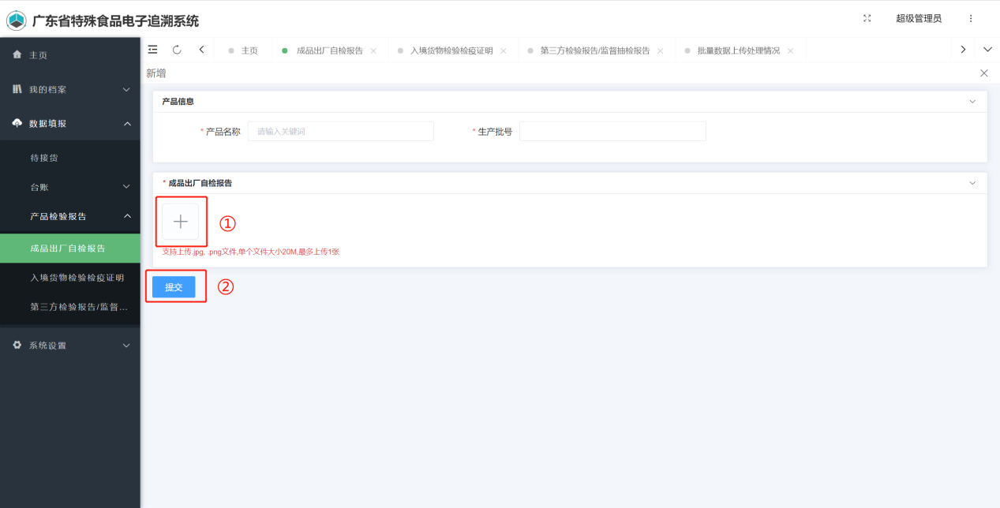 广东省特殊食品电子追溯系统
超级管理员
主页
我的档案
数据填报
待接货
台账
产品检验报告
成品出厂自检报告
入境货物检验检疫证明
第三方检验报告/监督...
系统设置
主页
成品出厂自检报告
入境货物检验检疫证明
第三方检验报告/监督抽检报告
批量数据上传处理情况
新增
产品信息
* 产品名称 请输入关键词
* 生产批号
* 成品出厂自检报告
①
支持上传.jpg, .png文件,单个文件大小20M,最多上传1张
提交
②